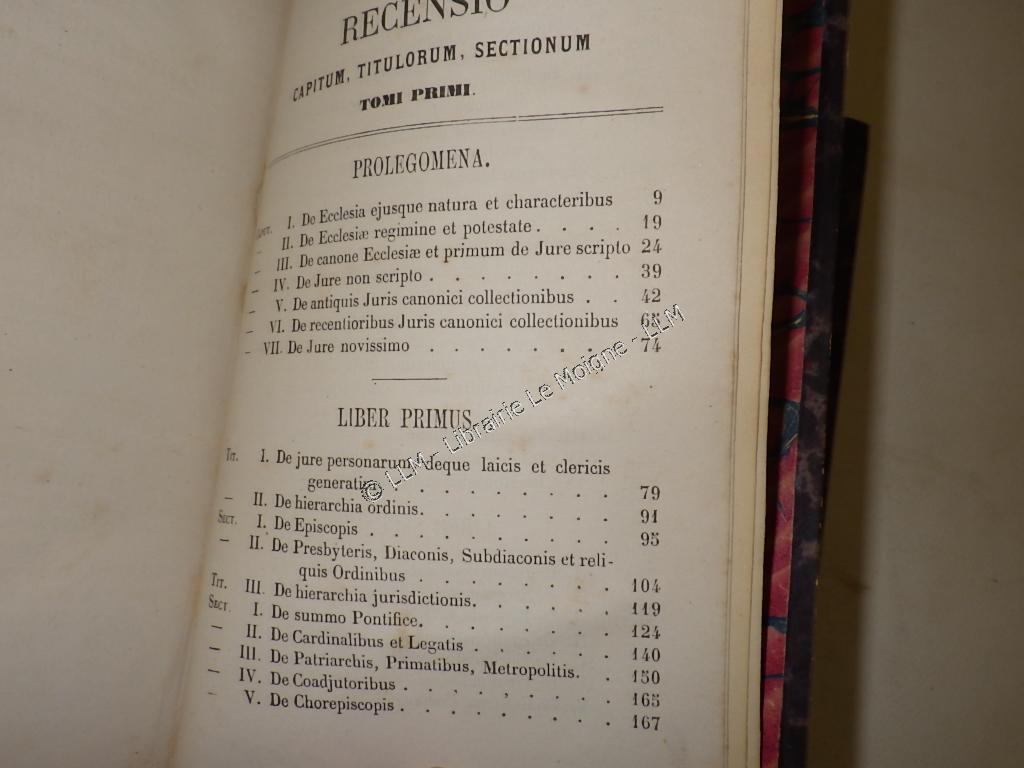 RECENSIO
CAPITUM, TITULORUM, SECTIONUM
TOMI PRIMI.
PROLEGOMENA.
I. De Ecclesia ejusque natura et characteribus 9
– II. De Ecclesiæ regimine et potestate . . . . 19
– III. De canone Ecclesiæ et primum de Jure scripto 24
– IV. De Jure non scripto . . . . . . . . 39
– V. De antiquis Juris canonici collectionibus . . 42
– VI. De recentioribus Juris canonici collectionibus 65
– VII. De Jure novissimo . . . . . . . . 74
LIBER PRIMUS.
Tit. I. De jure personarum deque laicis et clericis
generatim . . . . . . . . 79
– II. De hierarchia ordinis. . . . . . . . 91
Sect. I. De Episcopis . . . . . . . . . 95
– II. De Presbyteris, Diaconis, Subdiaconis et reli-
quis Ordinibus . . . . . . . . 104
Tit. III. De hierarchia jurisdictionis. . . . . . 119
Sect. I. De summo Pontifice. . . . . . . . 124
– II. De Cardinalibus et Legatis . . . . . . 140
– III. De Patriarchis, Primatibus, Metropolitis. . 150
– IV. De Coadjutoribus . . . . . . . . 165
– V. De Chorepiscopis . . . . . . . . 167
© LLM - Librairie Le Moigne - LLM